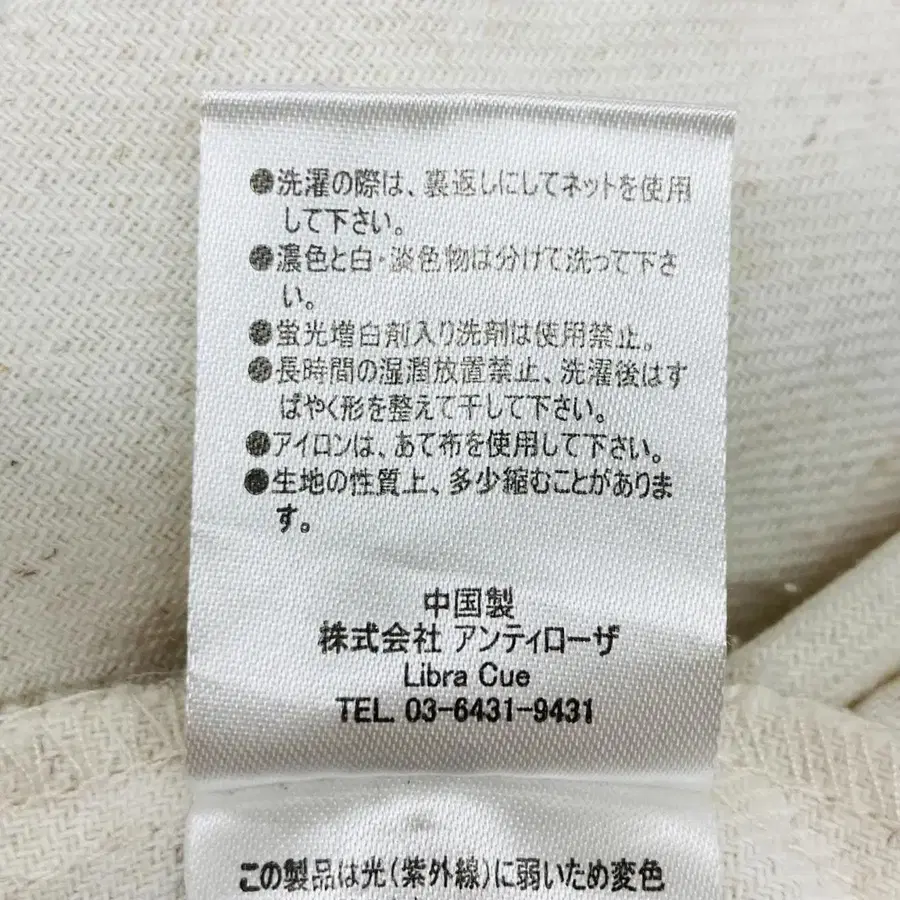 ●洗濯の際は、裏返しにしてネットを使用
して下さい。
●濃色と白・淡色物は分けて洗って下さ
い。
●蛍光増白剤入り洗剤は使用禁止。
●長時間の湿潤放置禁止、洗濯後はす
ばやく形を整えて干して下さい。
●アイロンは、あて布を使用して下さい。
●生地の性質上、多少縮むことがありま
す。
中国製
株式会社 アンティローザ
Libra Cue
TEL. 03-6431-9431
この製品は光(紫外線)に弱いため変色